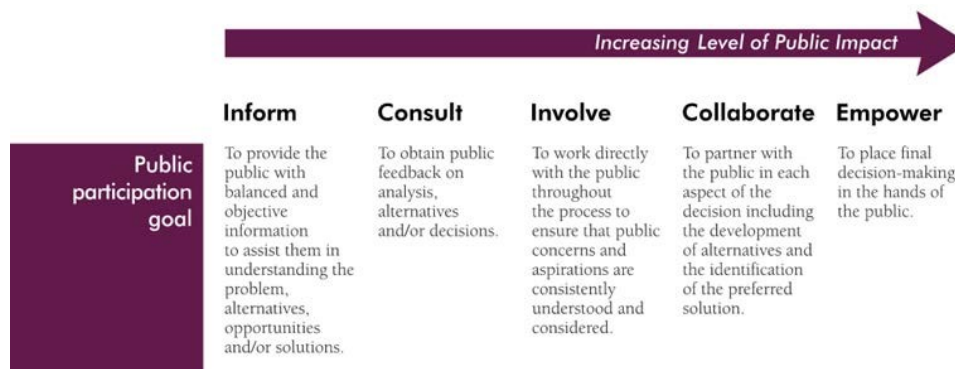 Increasing Level of Public Impact
Inform
Consult
Involve
Collaborate
Empower
Public
participation
goal
To provide the
public with
balanced and
objective
information
to assist them in
understanding the
problem,
alternatives,
opportunities
and/or solutions.
To obtain public
feedback on
analysis,
alternatives
and/or decisions.
To work directly
with the public
throughout
the process to
ensure that public
concerns and
aspirations are
consistently
understood and
considered.
To partner with
the public in each
aspect of the
decision including
the development
of alternatives and
the identification
of the preferred
solution.
To place final
decision-making
in the hands of
the public.